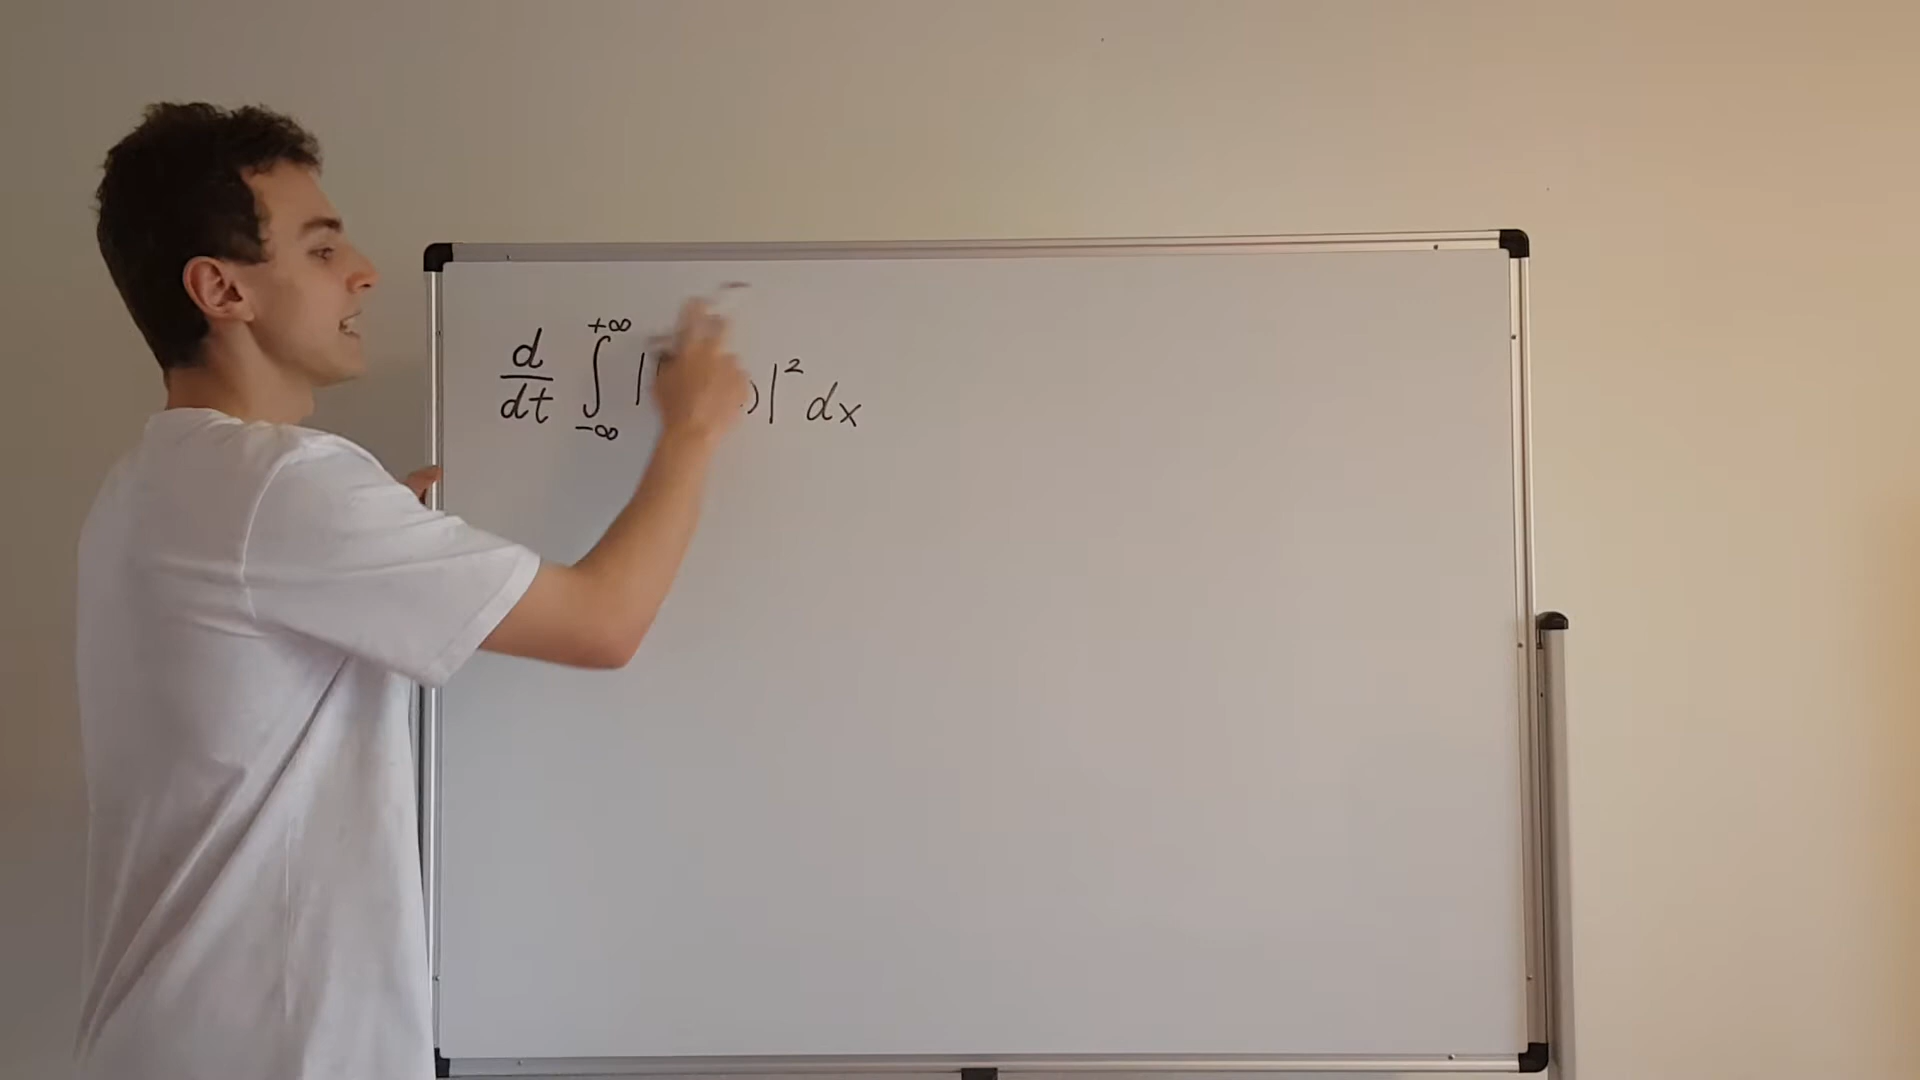 d/dt ∫_{-∞}^{+∞} | )|² dx